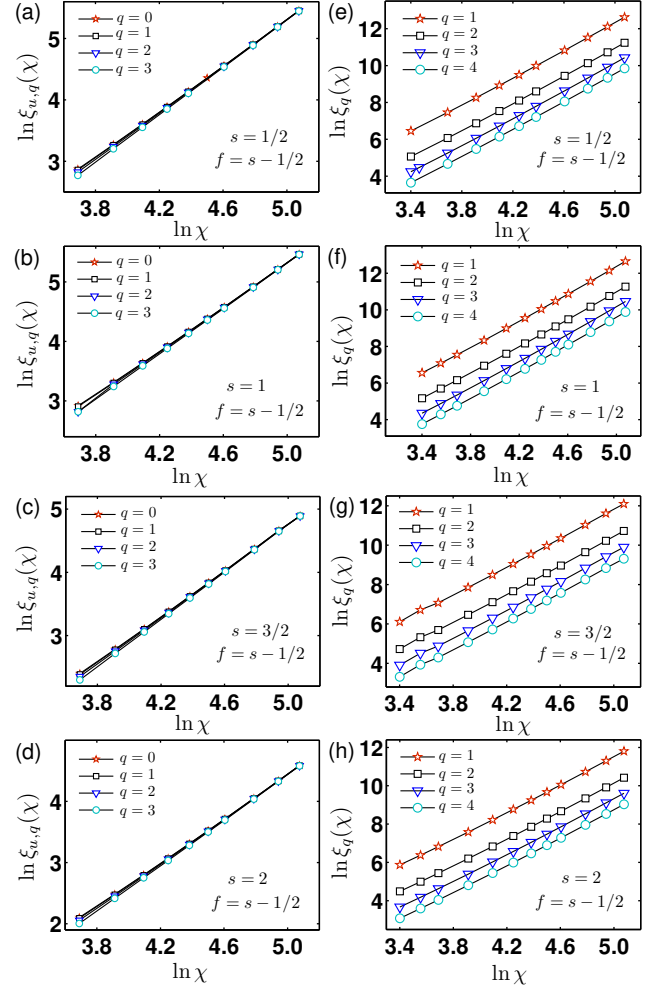 (a)
q = 0
q = 1
q = 2
q = 3
5
4
3
3.8
4.2
4.6
5.0
ln ξu,q(χ)
ln χ
s = 1/2
f = s − 1/2
(e)
q = 1
q = 2
q = 3
q = 4
12
10
8
6
4
3.4
3.8
4.2
4.6
5.0
ln ξq(χ)
ln χ
s = 1/2
f = s − 1/2
(b)
q = 0
q = 1
q = 2
q = 3
5
4
3
3.8
4.2
4.6
5.0
ln ξu,q(χ)
ln χ
s = 1
f = s − 1/2
(f)
q = 1
q = 2
q = 3
q = 4
12
10
8
6
4
3.4
3.8
4.2
4.6
5.0
ln ξq(χ)
ln χ
s = 1
f = s − 1/2
(c)
q = 0
q = 1
q = 2
q = 3
5
4
3
3.8
4.2
4.6
5.0
ln ξu,q(χ)
ln χ
s = 3/2
f = s − 1/2
(g)
q = 1
q = 2
q = 3
q = 4
12
10
8
6
4
3.4
3.8
4.2
4.6
5.0
ln ξq(χ)
ln χ
s = 3/2
f = s − 1/2
(d)
q = 0
q = 1
q = 2
q = 3
4
3
2
3.8
4.2
4.6
5.0
ln ξu,q(χ)
ln χ
s = 2
f = s − 1/2
(h)
q = 1
q = 2
q = 3
q = 4
12
10
8
6
4
3.4
3.8
4.2
4.6
5.0
ln ξq(χ)
ln χ
s = 2
f = s − 1/2